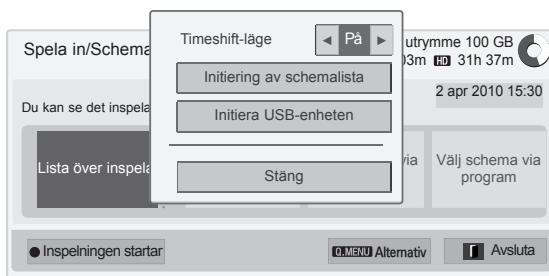 Spela in/Schema
utrymme 100 GB
03m HD 31h 37m
Timeshift-läge
◄ På ►
Initiering av schemalista
Initiera USB-enheten
Stäng
Du kan se det inspela
2 apr 2010 15:30
Lista över inspela
via
Välj schema via
program
● Inspelningen startar
Q.MENU Alternativ
Avsluta